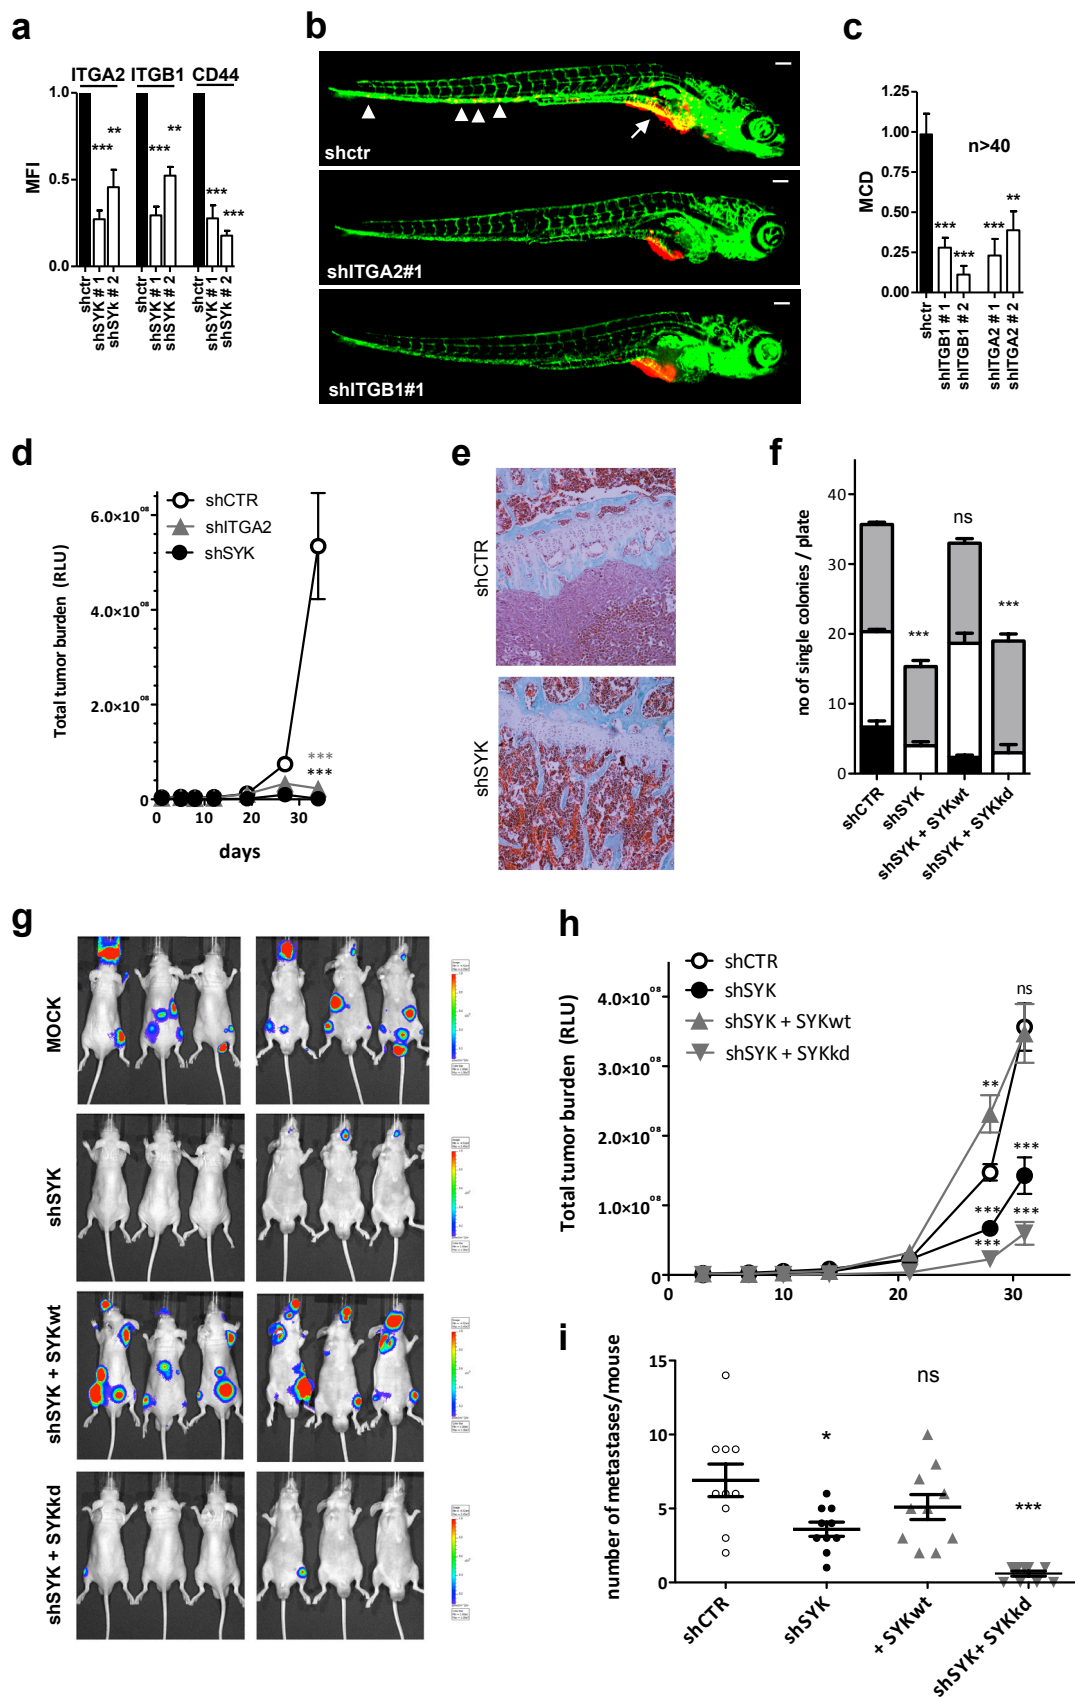 a
ITGA2 ITGB1 CD44
1.0
0.5
0.0
MFI
** **
*** *** *** ***
shctr
shSYK # 1
shSYk # 2
shctr
shSYK # 1
shSYK # 2
shctr
shSYK # 1
shSYK # 2
b
shctr
shITGA2#1
shITGB1#1
c
1.25
1.00
0.75
0.50
0.25
0.00
MCD
n>40
*** *** *** **
shctr
shITGB1 # 1
shITGB1 # 2
shITGA2 # 1
shITGA2 # 2
d
shCTR
shITGA2
shSYK
6.0×10⁰⁸
4.0×10⁰⁸
2.0×10⁰⁸
0
Total tumor burden (RLU)
***
***
0 10 20 30
days
e
shCTR
shSYK
f
40
30
20
10
0
no of single colonies / plate
ns
*** ***
shCTR
shSYK
shSYK + SYKwt
shSYK + SYKkd
g
MOCK
shSYK
shSYK + SYKwt
shSYK + SYKkd
h
shCTR
shSYK
shSYK + SYKwt
shSYK + SYKkd
4.0×10⁰⁸
3.0×10⁰⁸
2.0×10⁰⁸
1.0×10⁰⁸
0
Total tumor burden (RLU)
ns
**
***
*** ***
***
0 10 20 30
i
15
10
5
0
number of metastases/mouse
ns
*
***
shCTR
shSYK
+ SYKwt
shSYK+ SYKkd